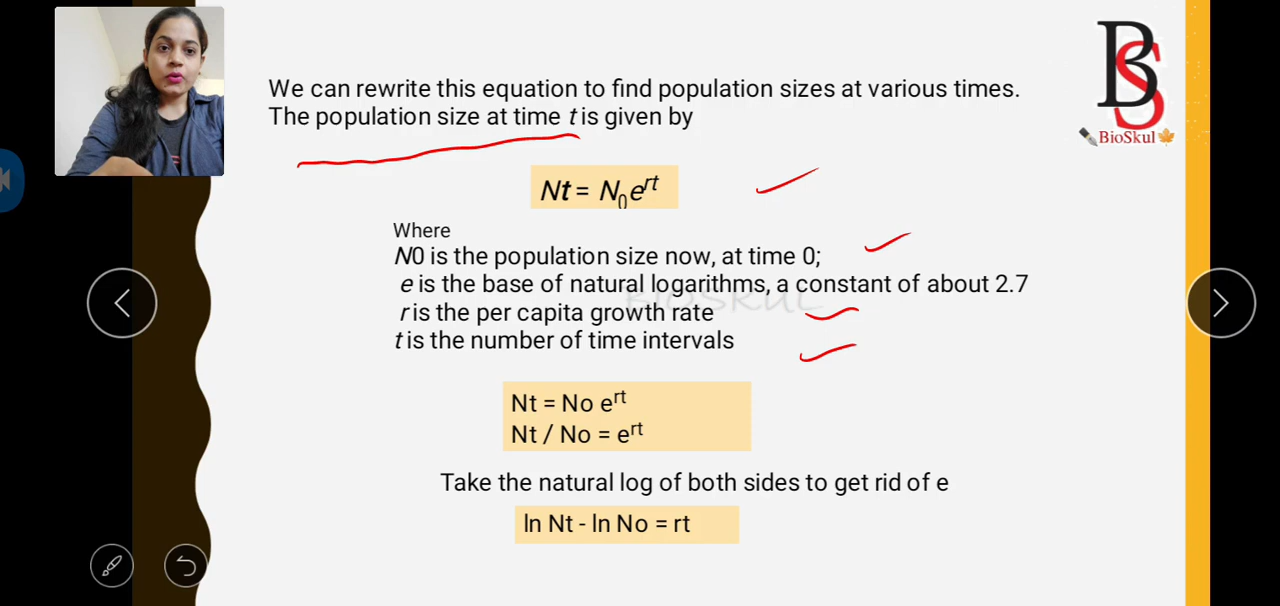 We can rewrite this equation to find population sizes at various times.
The population size at time t is given by
Nt = N₀eʳᵗ
Where
N0 is the population size now, at time 0;
e is the base of natural logarithms, a constant of about 2.7
r is the per capita growth rate
t is the number of time intervals
Nt = No eʳᵗ
Nt / No = eʳᵗ
Take the natural log of both sides to get rid of e
ln Nt - ln No = rt
BS
BioSkul
BIOSKUL